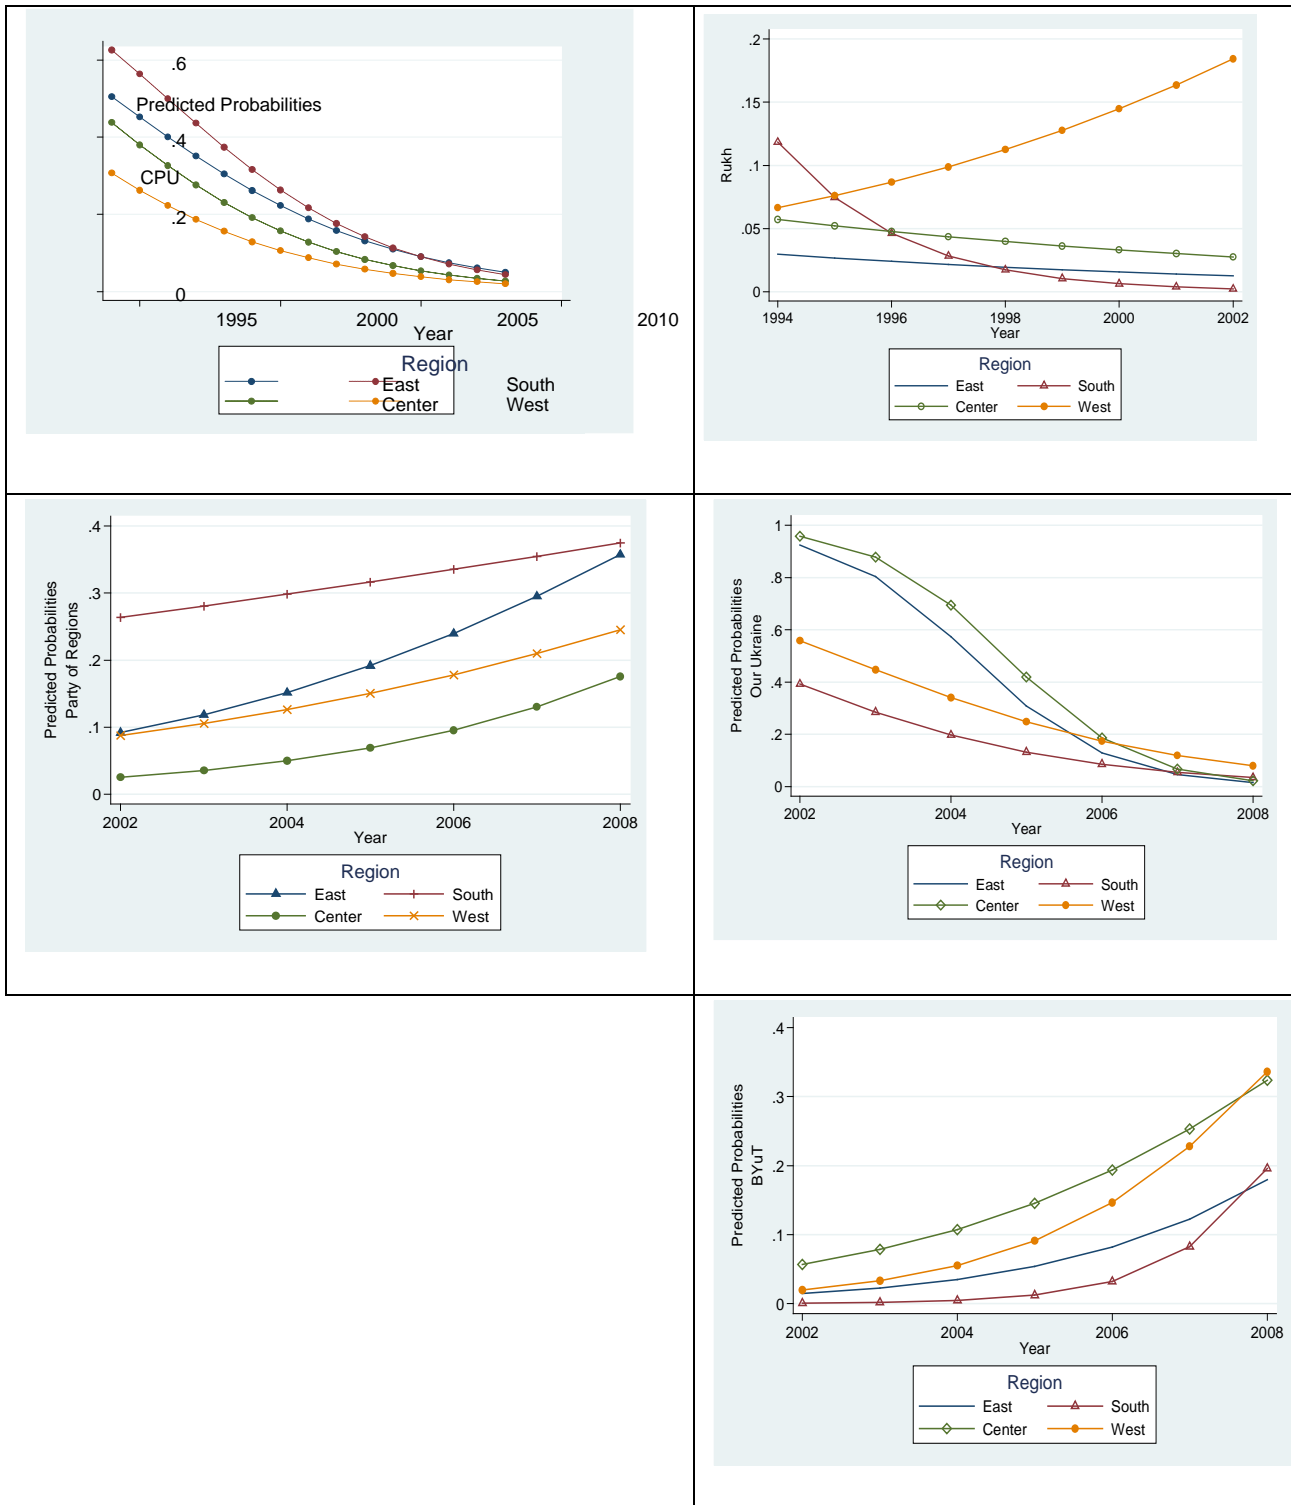 .6
Predicted Probabilities
.4
CPU
.2
0
1995 2000 2005 2010
Year
Region
East South
Center West
.2
.15
.1
.05
0
Rukh
1994 1996 1998 2000 2002
Year
Region
East South
Center West
.4
.3
.2
.1
0
Predicted Probabilities
Party of Regions
2002 2004 2006 2008
Year
Region
East South
Center West
1
.8
.6
.4
.2
0
Predicted Probabilities
Our Ukraine
2002 2004 2006 2008
Year
Region
East South
Center West
.4
.3
.2
.1
0
Predicted Probabilities
BYuT
2002 2004 2006 2008
Year
Region
East South
Center West